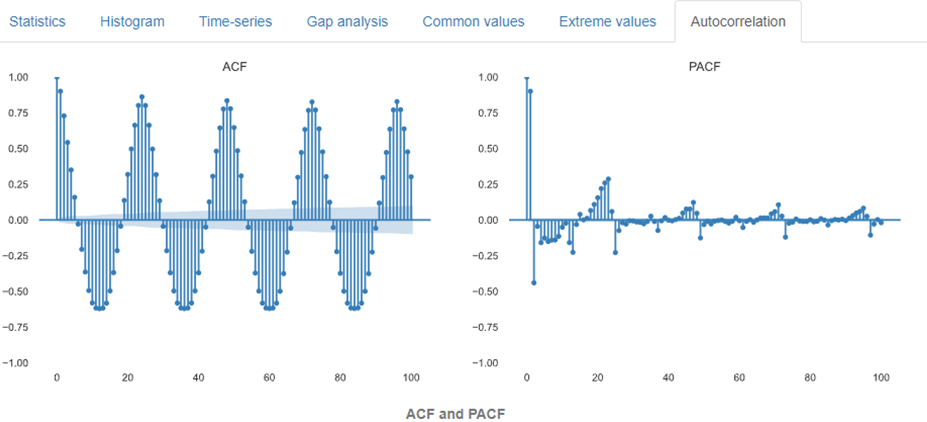 Statistics Histogram Time-series Gap analysis Common values Extreme values Autocorrelation
ACF PACF
1.00 1.00
0.75 0.75
0.50 0.50
0.25 0.25
0.00 0.00
−0.25 −0.25
−0.50 −0.50
−0.75 −0.75
−1.00 −1.00
0 20 40 60 80 100 0 20 40 60 80 100
ACF and PACF